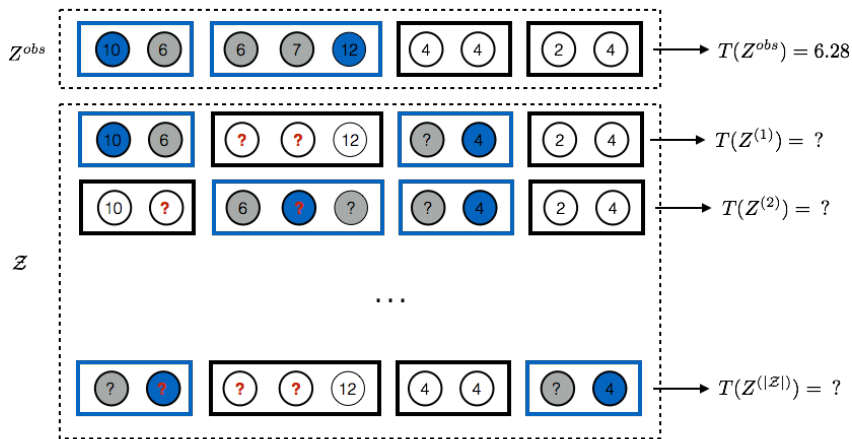 Z^{obs} 10 6 6 7 12 4 4 2 4 T(Z^{obs}) = 6.28
10 6 ? ? 12 ? 4 2 4 T(Z^{(1)}) = ?
10 ? 6 ? ? ? 4 2 4 T(Z^{(2)}) = ?
𝒵
...
? ? ? ? 12 4 4 ? 4 T(Z^{(|𝒵|)}) = ?